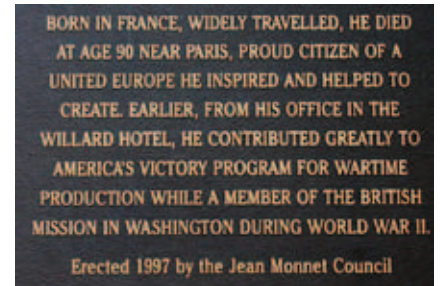 BORN IN FRANCE, WIDELY TRAVELLED, HE DIED
AT AGE 90 NEAR PARIS, PROUD CITIZEN OF A
UNITED EUROPE HE INSPIRED AND HELPED TO
CREATE. EARLIER, FROM HIS OFFICE IN THE
WILLARD HOTEL, HE CONTRIBUTED GREATLY TO
AMERICA'S VICTORY PROGRAM FOR WARTIME
PRODUCTION WHILE A MEMBER OF THE BRITISH
MISSION IN WASHINGTON DURING WORLD WAR II.
Erected 1997 by the Jean Monnet Council